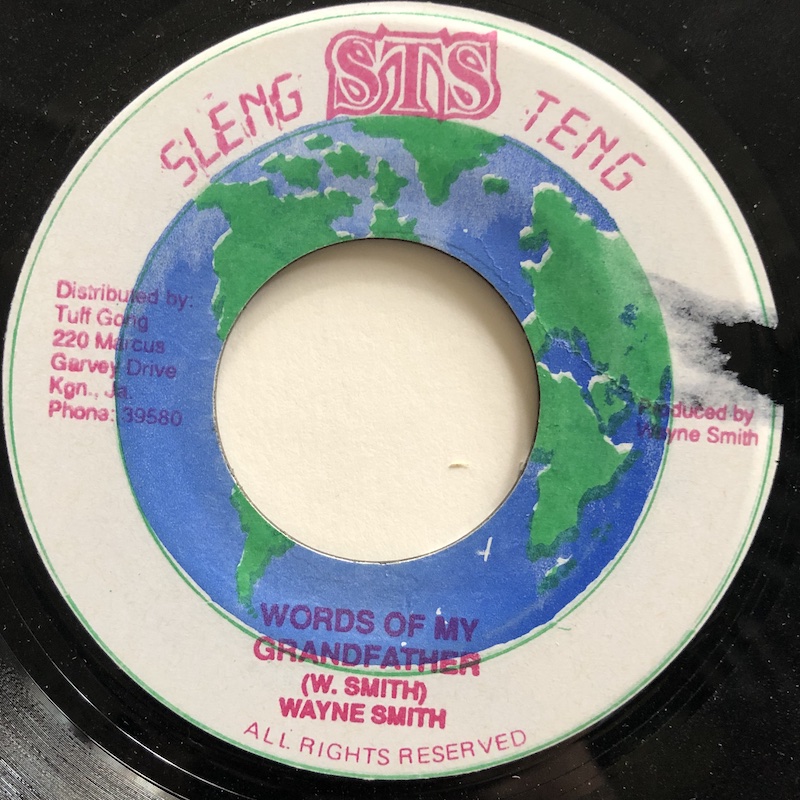 SLENG STS TENG
Distributed by:
Tuff Gong
220 Marcus
Garvey Drive
Kgn., Ja.
Phone: 39580
Produced by
Wayne Smith
WORDS OF MY
GRANDFATHER
(W. SMITH)
WAYNE SMITH
ALL RIGHTS RESERVED